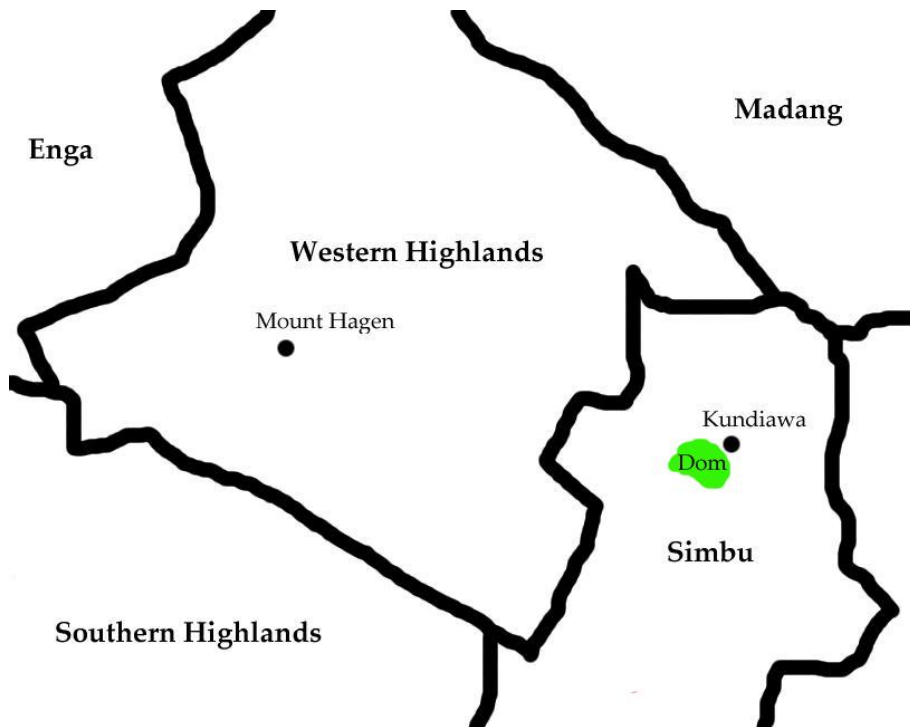 Madang
Enga
Western Highlands
Mount Hagen
Kundiawa
Dom
Simbu
Southern Highlands